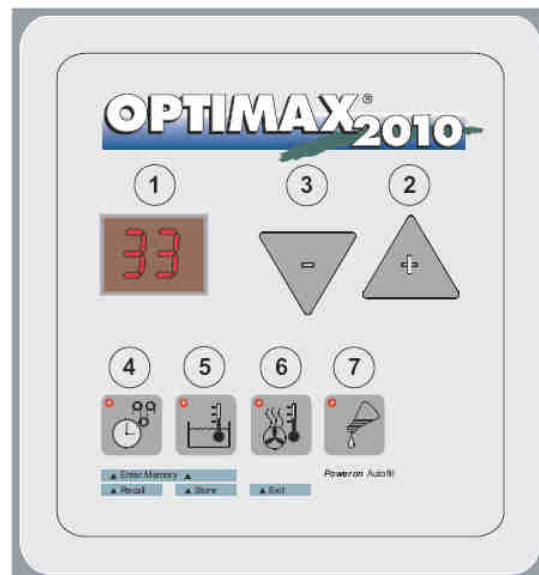 OPTIMAX® 2010
1 3 2
33 - +
4 5 6 7
▲ Enter Memory ▲
Power on Autofill
▲ Recall ▲ Store ▲ Exit